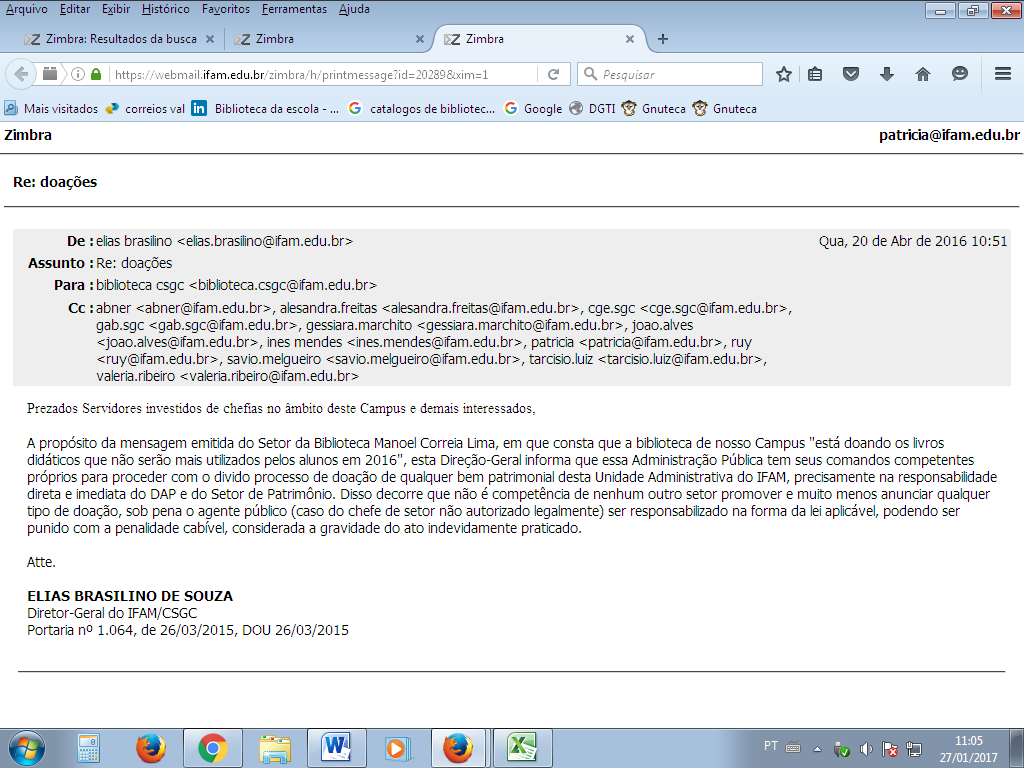 Arquivo Editar Exibir Histórico Favoritos Ferramentas Ajuda
Zimbra: Resultados da busca
Zimbra
Zimbra
https://webmail.ifam.edu.br/zimbra/h/printmessage?id=20289&xim=1
Pesquisar
Mais visitados correios val Biblioteca da escola - ... catalogos de bibliotec... Google DGTI Gnuteca Gnuteca
Zimbra patricia@ifam.edu.br
Re: doações
De : elias brasilino <elias.brasilino@ifam.edu.br> Qua, 20 de Abr de 2016 10:51
Assunto : Re: doações
Para : biblioteca csgc <biblioteca.csgc@ifam.edu.br>
Cc : abner <abner@ifam.edu.br>, alesandra.freitas <alesandra.freitas@ifam.edu.br>, cge.sgc <cge.sgc@ifam.edu.br>,
gab.sgc <gab.sgc@ifam.edu.br>, gessiara.marchito <gessiara.marchito@ifam.edu.br>, joao.alves
<joao.alves@ifam.edu.br>, ines mendes <ines.mendes@ifam.edu.br>, patricia <patricia@ifam.edu.br>, ruy
<ruy@ifam.edu.br>, savio.melgueiro <savio.melgueiro@ifam.edu.br>, tarcisio.luiz <tarcisio.luiz@ifam.edu.br>,
valeria.ribeiro <valeria.ribeiro@ifam.edu.br>
Prezados Servidores investidos de chefias no âmbito deste Campus e demais interessados,
A propósito da mensagem emitida do Setor da Biblioteca Manoel Correia Lima, em que consta que a biblioteca de nosso Campus "está doando os livros
didáticos que não serão mais utilizados pelos alunos em 2016", esta Direção-Geral informa que essa Administração Pública tem seus comandos competentes
próprios para proceder com o divido processo de doação de qualquer bem patrimonial desta Unidade Administrativa do IFAM, precisamente na responsabilidade
direta e imediata do DAP e do Setor de Patrimônio. Disso decorre que não é competência de nenhum outro setor promover e muito menos anunciar qualquer
tipo de doação, sob pena o agente público (caso do chefe de setor não autorizado legalmente) ser responsabilizado na forma da lei aplicável, podendo ser
punido com a penalidade cabível, considerada a gravidade do ato indevidamente praticado.
Atte.
ELIAS BRASILINO DE SOUZA
Diretor-Geral do IFAM/CSGC
Portaria nº 1.064, de 26/03/2015, DOU 26/03/2015
PT 11:05
27/01/2017